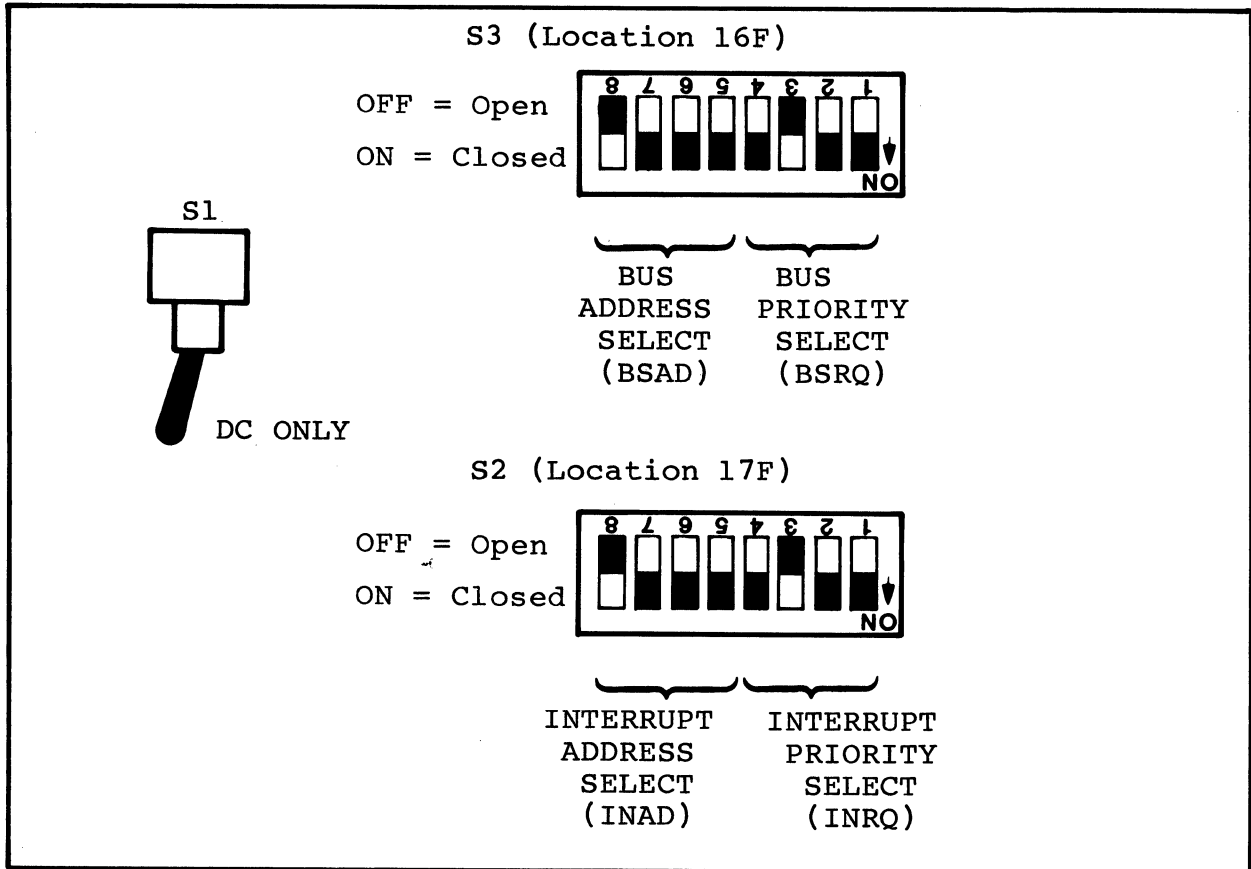 S3 (Location 16F)
8 7 6 5 4 3 2 1
OFF = Open
ON = Closed
ON
S1
BUS ADDRESS SELECT (BSAD)
BUS PRIORITY SELECT (BSRQ)
DC ONLY
S2 (Location 17F)
8 7 6 5 4 3 2 1
OFF = Open
ON = Closed
ON
INTERRUPT ADDRESS SELECT (INAD)
INTERRUPT PRIORITY SELECT (INRQ)